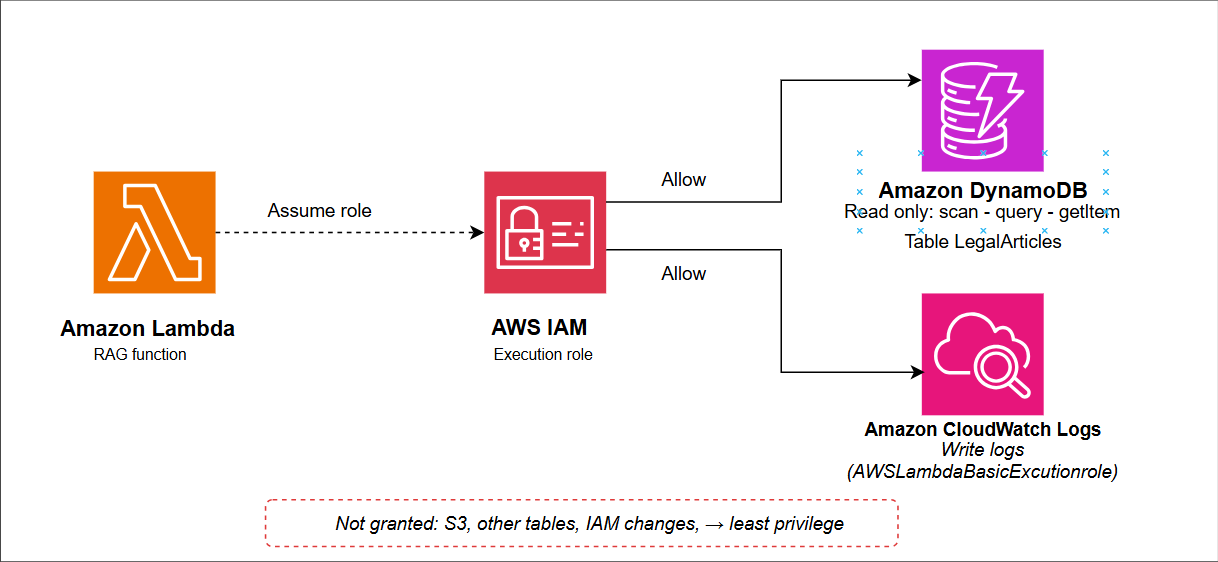 Assume role
Amazon Lambda
RAG function
AWS IAM
Execution role
Allow
Allow
Amazon DynamoDB
Read only: scan - query - getItem
Table LegalArticles
Amazon CloudWatch Logs
Write logs
(AWSLambdaBasicExcutionrole)
Not granted: S3, other tables, IAM changes, → least privilege